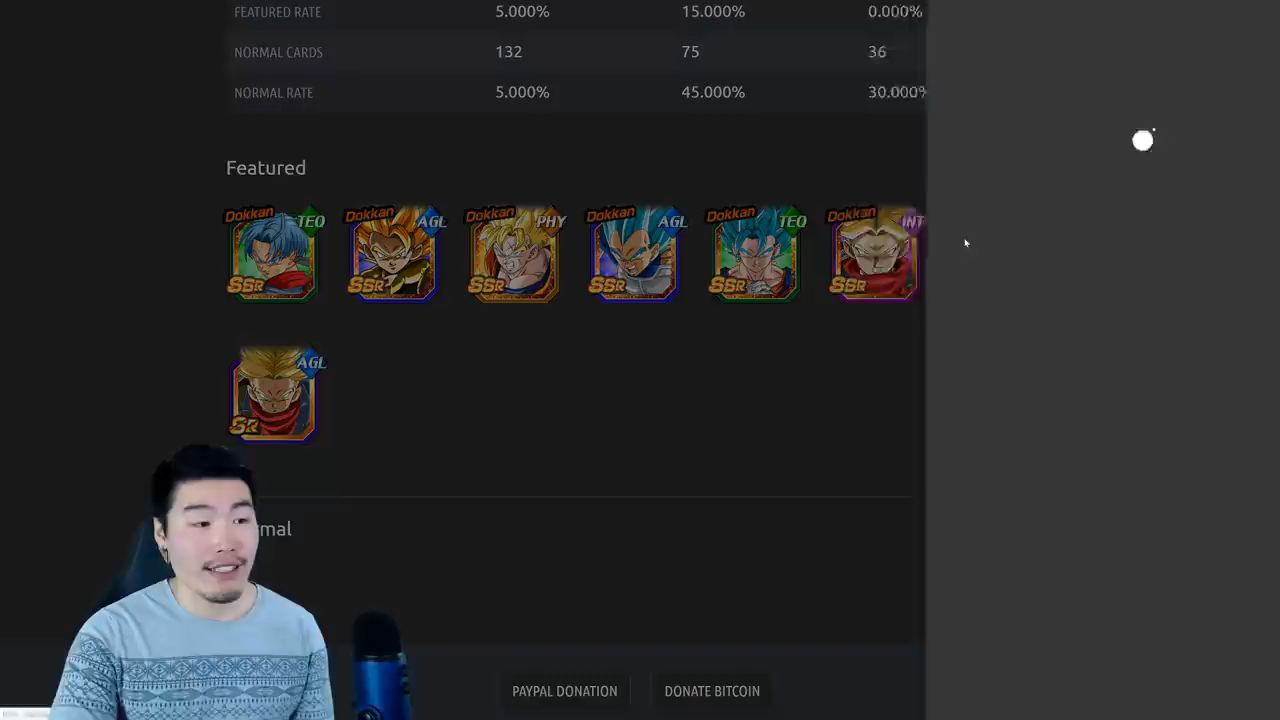 FEATURED RATE 5.000% 15.000% 0.000%
NORMAL CARDS 132 75 36
NORMAL RATE 5.000% 45.000% 30.000%
Featured
Dokkan TEQ Dokkan AGL Dokkan PHY Dokkan AGL Dokkan TEQ Dokkan INT
SSR SSR SSR SSR SSR SSR
AGL
SR
rmal
PAYPAL DONATION DONATE BITCOIN